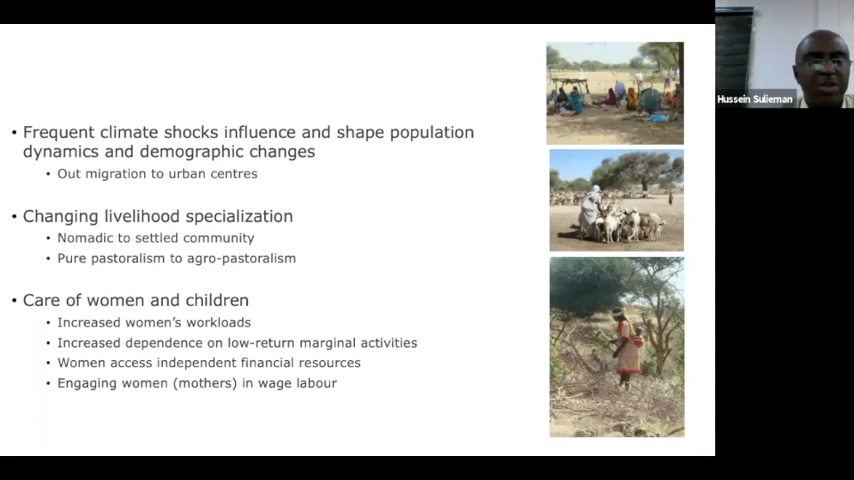 • Frequent climate shocks influence and shape population
dynamics and demographic changes
• Out migration to urban centres
• Changing livelihood specialization
• Nomadic to settled community
• Pure pastoralism to agro-pastoralism
• Care of women and children
• Increased women's workloads
• Increased dependence on low-return marginal activities
• Women access independent financial resources
• Engaging women (mothers) in wage labour
Hussein Sulieman